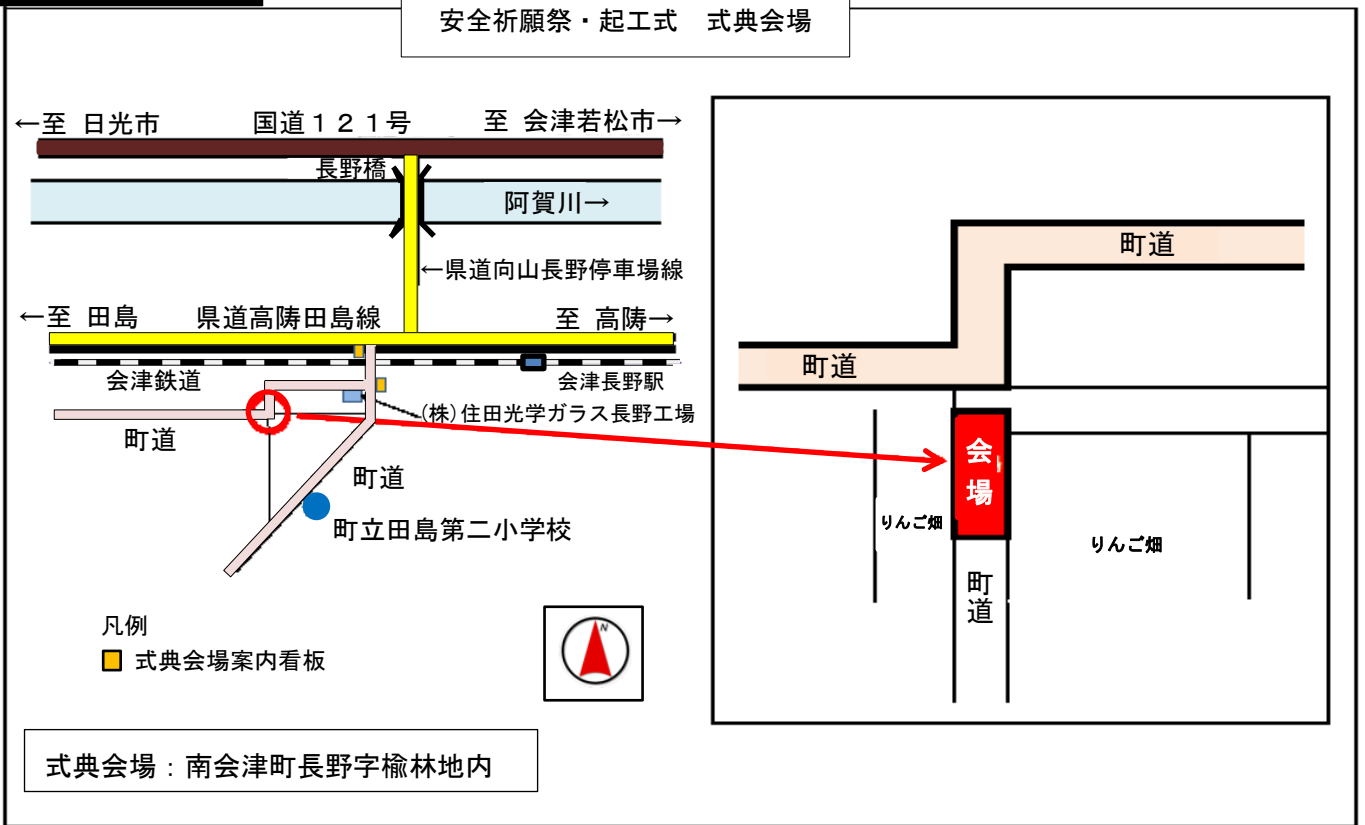 安全祈願祭・起工式　式典会場
←至 日光市
国道１２１号
至 会津若松市→
長野橋
阿賀川→
←県道向山長野停車場線
←至 田島
県道高陦田島線
至 高陦→
会津鉄道
会津長野駅
(株)住田光学ガラス長野工場
町道
町道
町立田島第二小学校
凡例
式典会場案内看板
N
式典会場：南会津町長野字楡林地内
町道
町道
会場
りんご畑
りんご畑
町道